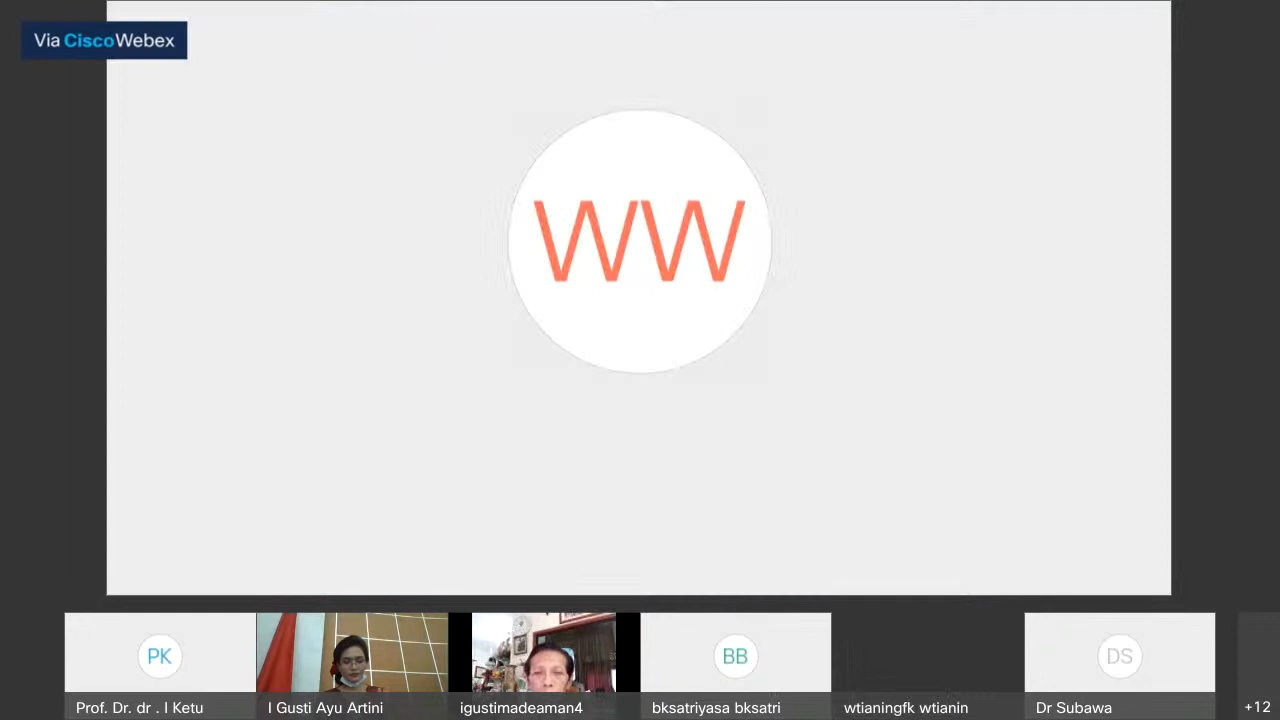 Via CiscoWebex
WW
PK
BB
DS
Prof. Dr. dr . I Ketu
I Gusti Ayu Artini
igustimadeaman4
bksatriyasa bksatri
wtianingfk wtianin
Dr Subawa
+12